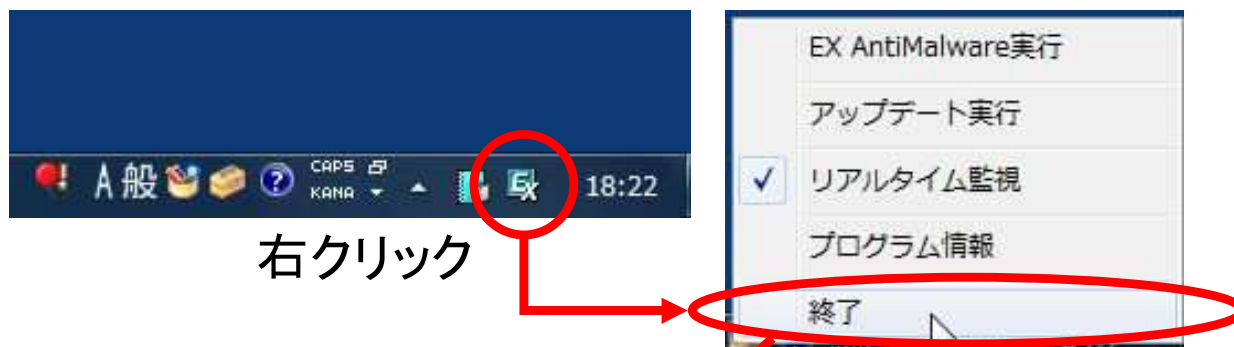 A 般 CAPS KANA EX 18:22
右クリック
EX AntiMalware実行
アップデート実行
リアルタイム監視
プログラム情報
終了